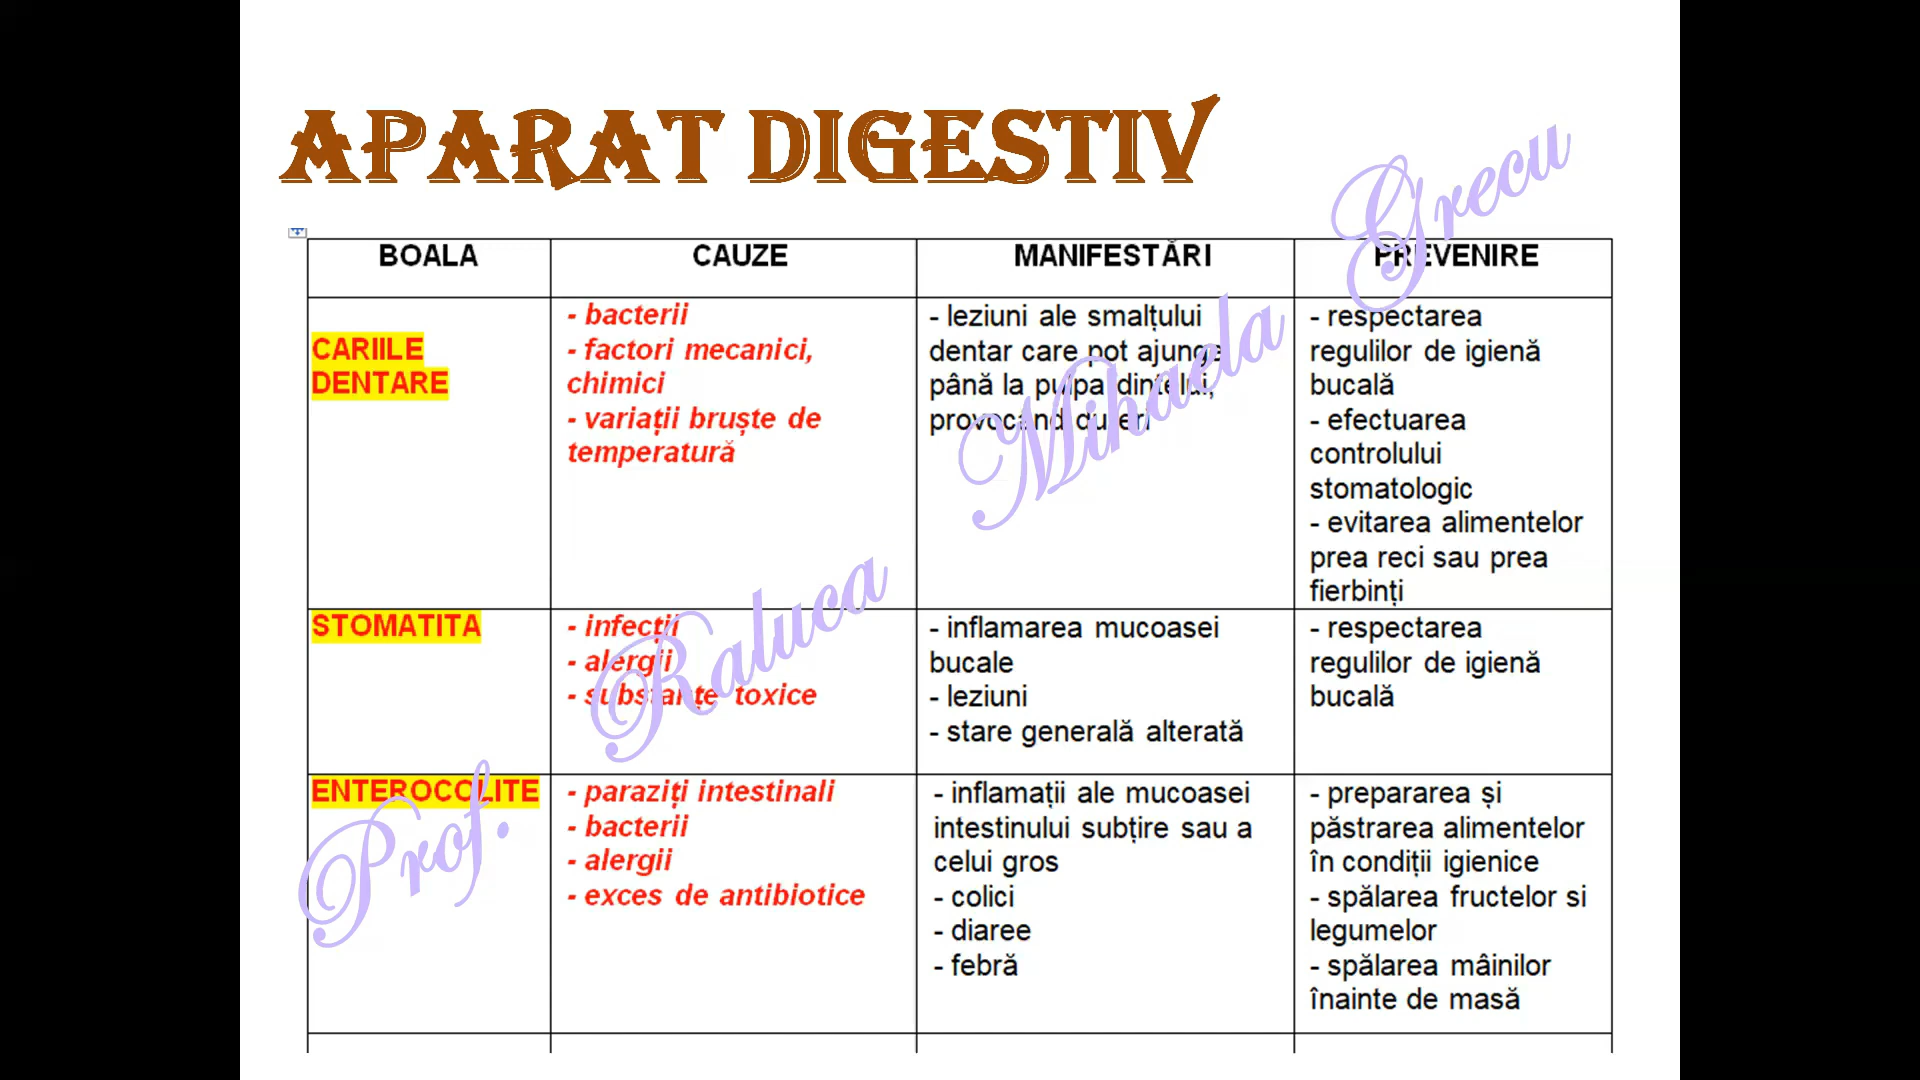 APARAT DIGESTIV
BOALA
CAUZE
MANIFESTĂRI
PREVENIRE
CARIILE
DENTARE
- bacterii
- factori mecanici,
chimici
- variații bruște de
temperatură
- leziuni ale smalțului
dentar care pot ajunge
până la pulpa dintelui,
provocând dureri
- respectarea
regulilor de igienă
bucală
- efectuarea
controlului
stomatologic
- evitarea alimentelor
prea reci sau prea
fierbinți
STOMATITA
- infecții
- alergii
- substanțe toxice
- inflamarea mucoasei
bucale
- leziuni
- stare generală alterată
- respectarea
regulilor de igienă
bucală
ENTEROCOLITE
- paraziți intestinali
- bacterii
- alergii
- exces de antibiotice
- inflamații ale mucoasei
intestinului subțire sau a
celui gros
- colici
- diaree
- febră
- prepararea și
păstrarea alimentelor
în condiții igienice
- spălarea fructelor si
legumelor
- spălarea mâinilor
înainte de masă
Prof. Raluca Mihaela Grecu